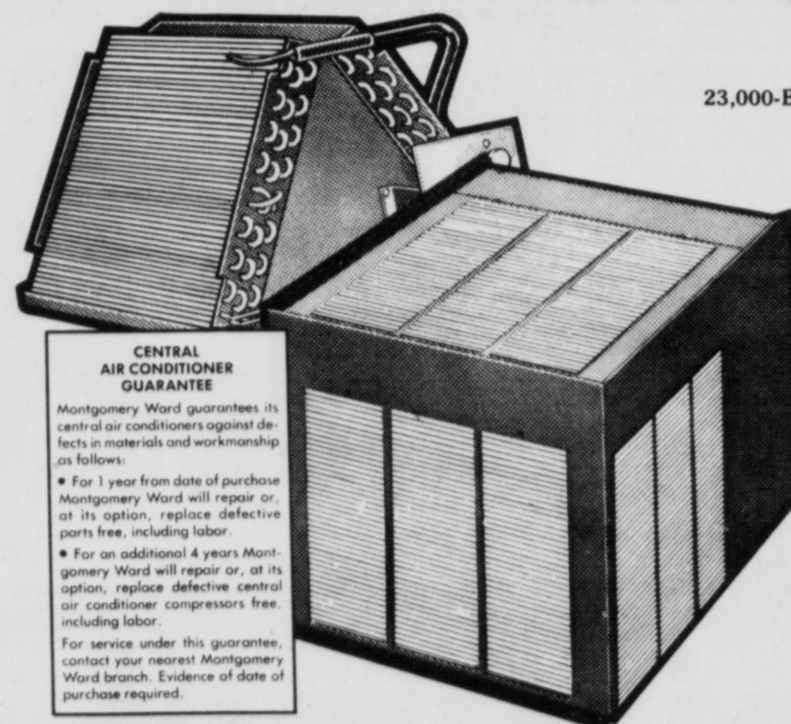 23,000-B
CENTRAL
AIR CONDITIONER
GUARANTEE
Montgomery Ward guarantees its
central air conditioners against de-
fects in materials and workmanship
as follows:
• For 1 year from date of purchase
Montgomery Ward will repair or,
at its option, replace defective
parts free, including labor.
• For an additional 4 years Mont-
gomery Ward will repair or, at its
option, replace defective central
air conditioner compressors free,
including labor.
For service under this guarantee,
contact your nearest Montgomery
Ward branch. Evidence of date of
purchase required.